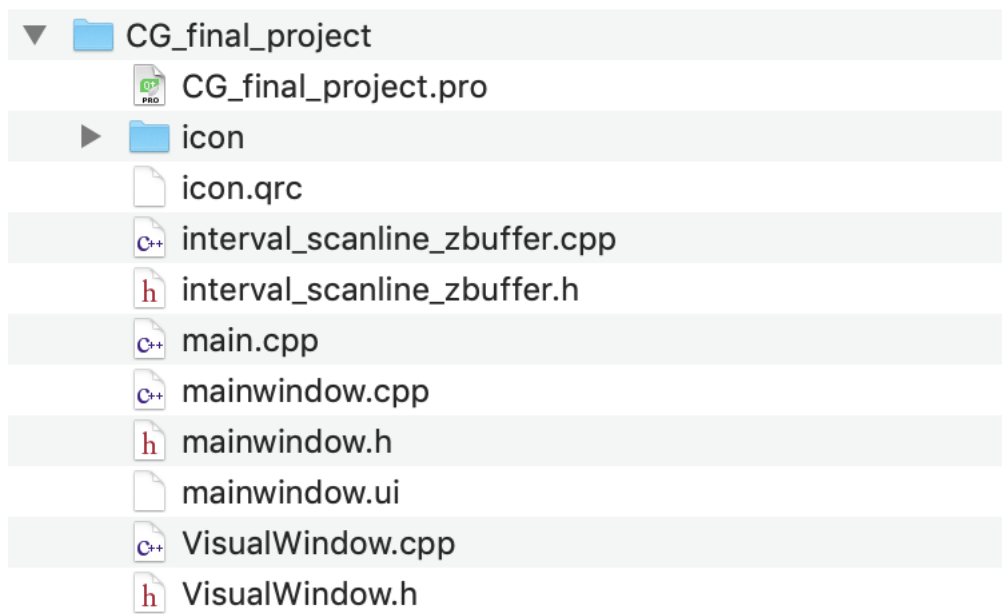 CG_final_project
CG_final_project.pro
icon
icon.qrc
interval_scanline_zbuffer.cpp
interval_scanline_zbuffer.h
main.cpp
mainwindow.cpp
mainwindow.h
mainwindow.ui
VisualWindow.cpp
VisualWindow.h